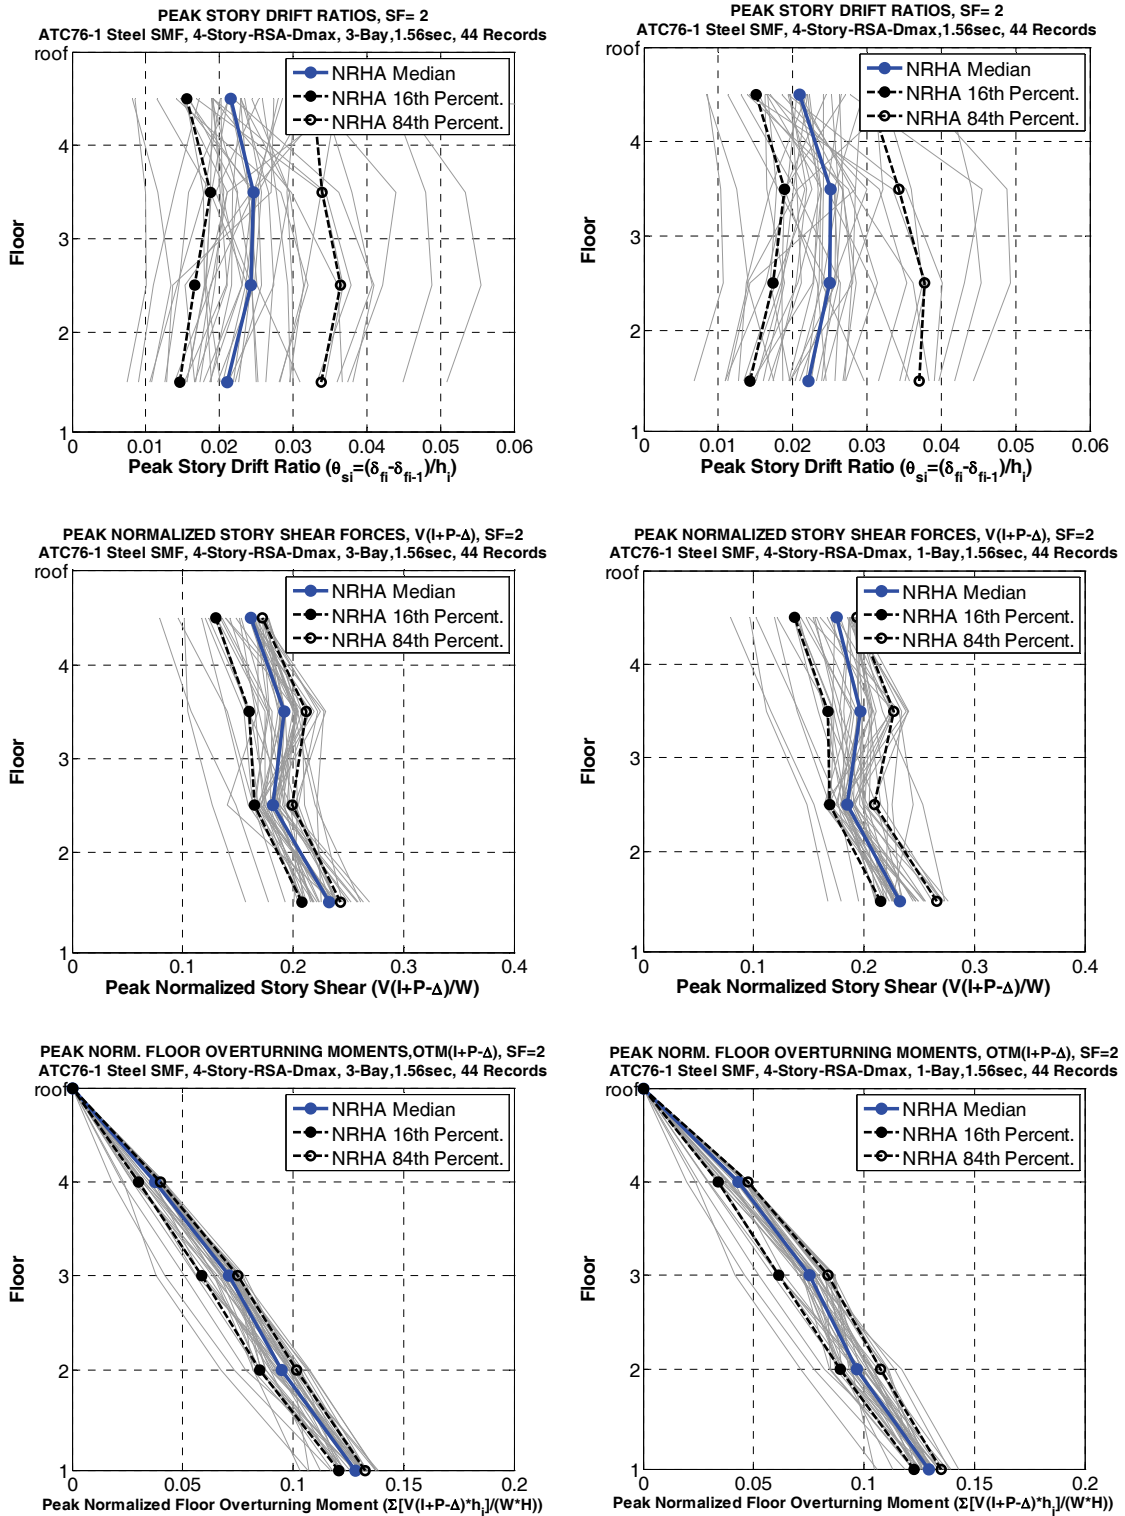 PEAK STORY DRIFT RATIOS, SF= 2
ATC76-1 Steel SMF, 4-Story-RSA-Dmax, 3-Bay,1.56sec, 44 Records
roof
NRHA Median
NRHA 16th Percent.
NRHA 84th Percent.
4
3
2
1
Floor
0 0.01 0.02 0.03 0.04 0.05 0.06
Peak Story Drift Ratio (θsi=(δfi-δfi-1)/hi)
PEAK STORY DRIFT RATIOS, SF= 2
ATC76-1 Steel SMF, 4-Story-RSA-Dmax,1.56sec, 44 Records
roof
NRHA Median
NRHA 16th Percent.
NRHA 84th Percent.
4
3
2
1
Floor
0 0.01 0.02 0.03 0.04 0.05 0.06
Peak Story Drift Ratio (θsi=(δfi-δfi-1)/hi)
PEAK NORMALIZED STORY SHEAR FORCES, V(I+P-Δ), SF=2
ATC76-1 Steel SMF, 4-Story-RSA-Dmax, 3-Bay,1.56sec, 44 Records
roof
NRHA Median
NRHA 16th Percent.
NRHA 84th Percent.
4
3
2
1
Floor
0 0.1 0.2 0.3 0.4
Peak Normalized Story Shear (V(I+P-Δ)/W)
PEAK NORMALIZED STORY SHEAR FORCES, V(I+P-Δ), SF=2
ATC76-1 Steel SMF, 4-Story-RSA-Dmax, 1-Bay,1.56sec, 44 Records
roof
NRHA Median
NRHA 16th Percent.
NRHA 84th Percent.
4
3
2
1
Floor
0 0.1 0.2 0.3 0.4
Peak Normalized Story Shear (V(I+P-Δ)/W)
PEAK NORM. FLOOR OVERTURNING MOMENTS,OTM(I+P-Δ), SF=2
ATC76-1 Steel SMF, 4-Story-RSA-Dmax, 3-Bay,1.56sec, 44 Records
roof
NRHA Median
NRHA 16th Percent.
NRHA 84th Percent.
4
3
2
1
Floor
0 0.05 0.1 0.15 0.2
Peak Normalized Floor Overturning Moment (Σ[V(I+P-Δ)*hi]/(W*H))
PEAK NORM. FLOOR OVERTURNING MOMENTS, OTM(I+P-Δ), SF=2
ATC76-1 Steel SMF, 4-Story-RSA-Dmax, 1-Bay,1.56sec, 44 Records
roof
NRHA Median
NRHA 16th Percent.
NRHA 84th Percent.
4
3
2
1
Floor
0 0.05 0.1 0.15 0.2
Peak Normalized Floor Overturning Moment (Σ[V(I+P-Δ)*hi]/(W*H))